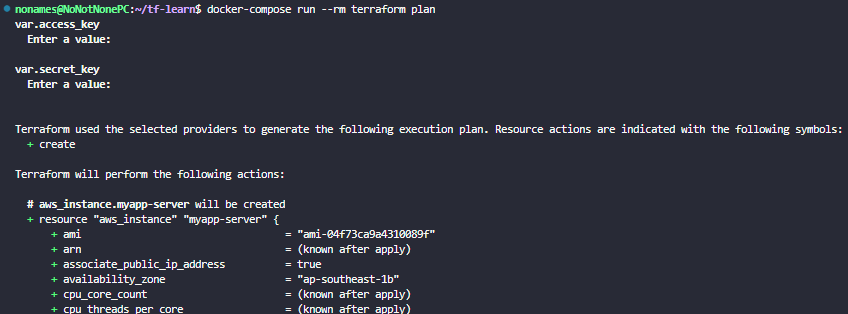 nonames@NoNotNonePC:~/tf-learn$ docker-compose run --rm terraform plan
var.access_key
Enter a value:
var.secret_key
Enter a value:
Terraform used the selected providers to generate the following execution plan. Resource actions are indicated with the following symbols:
+ create
Terraform will perform the following actions:
# aws_instance.myapp-server will be created
+ resource "aws_instance" "myapp-server" {
+ ami = "ami-04f73ca9a4310089f"
+ arn = (known after apply)
+ associate_public_ip_address = true
+ availability_zone = "ap-southeast-1b"
+ cpu_core_count = (known after apply)
+ cpu_threads_per_core = (known after apply)